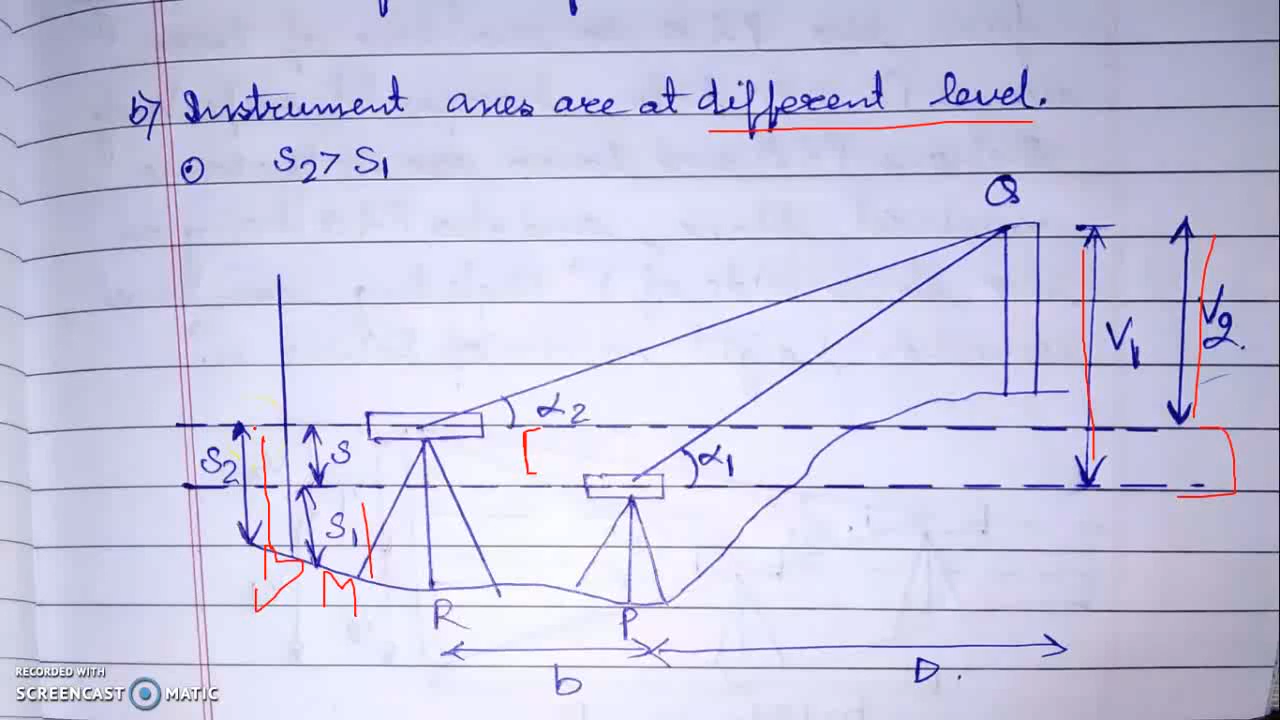 b) Instrument axes are at different level.
S2 > S1
Q
V1
V2.
α2
S2
S
α1
S1
M
R
P
b
D.
RECORDED WITH
SCREENCAST MATIC